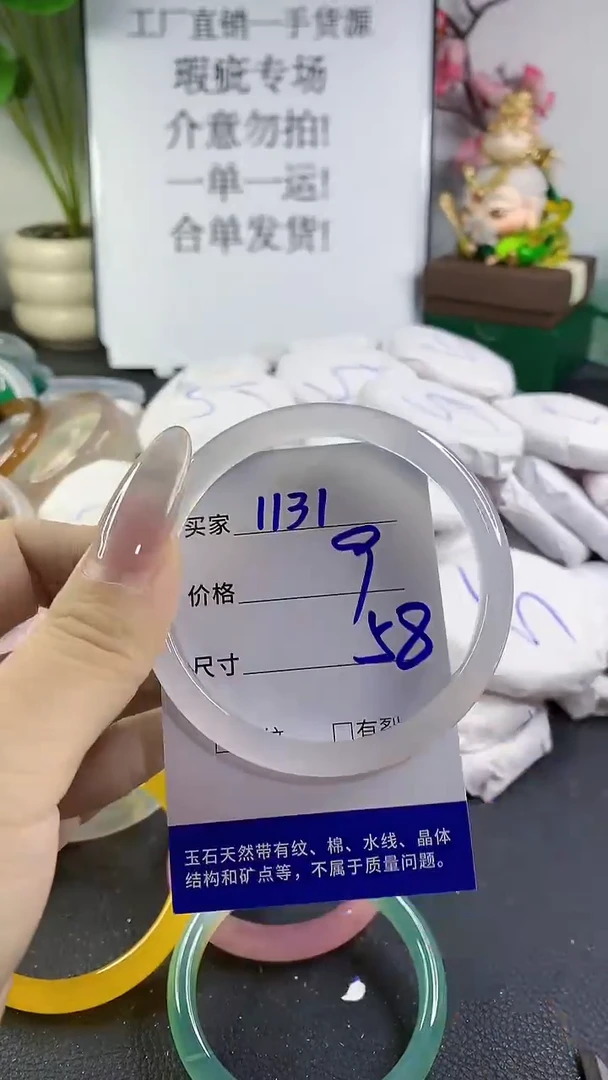 工厂直销一手货源
瑕疵专场
介意勿拍!
一单一运!
合单发货!
买家 1131
价格 9
尺寸 58
有裂
玉石天然带有纹、棉、水线、晶体
结构和矿点等，不属于质量问题。